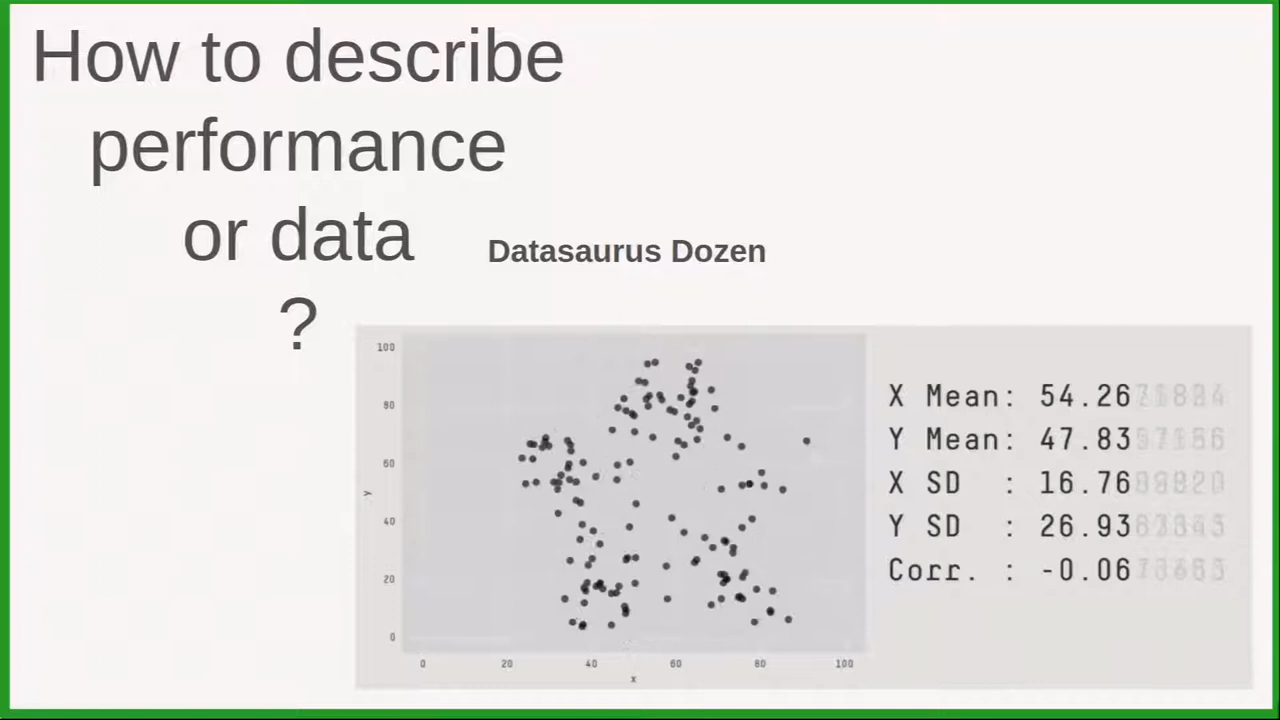 How to describe
performance
or data
?
Datasaurus Dozen
100
80
60
40
20
0
y
0 20 40 60 80 100
x
X Mean: 54.26
Y Mean: 47.83
X SD : 16.76
Y SD : 26.93
Corr. : -0.06